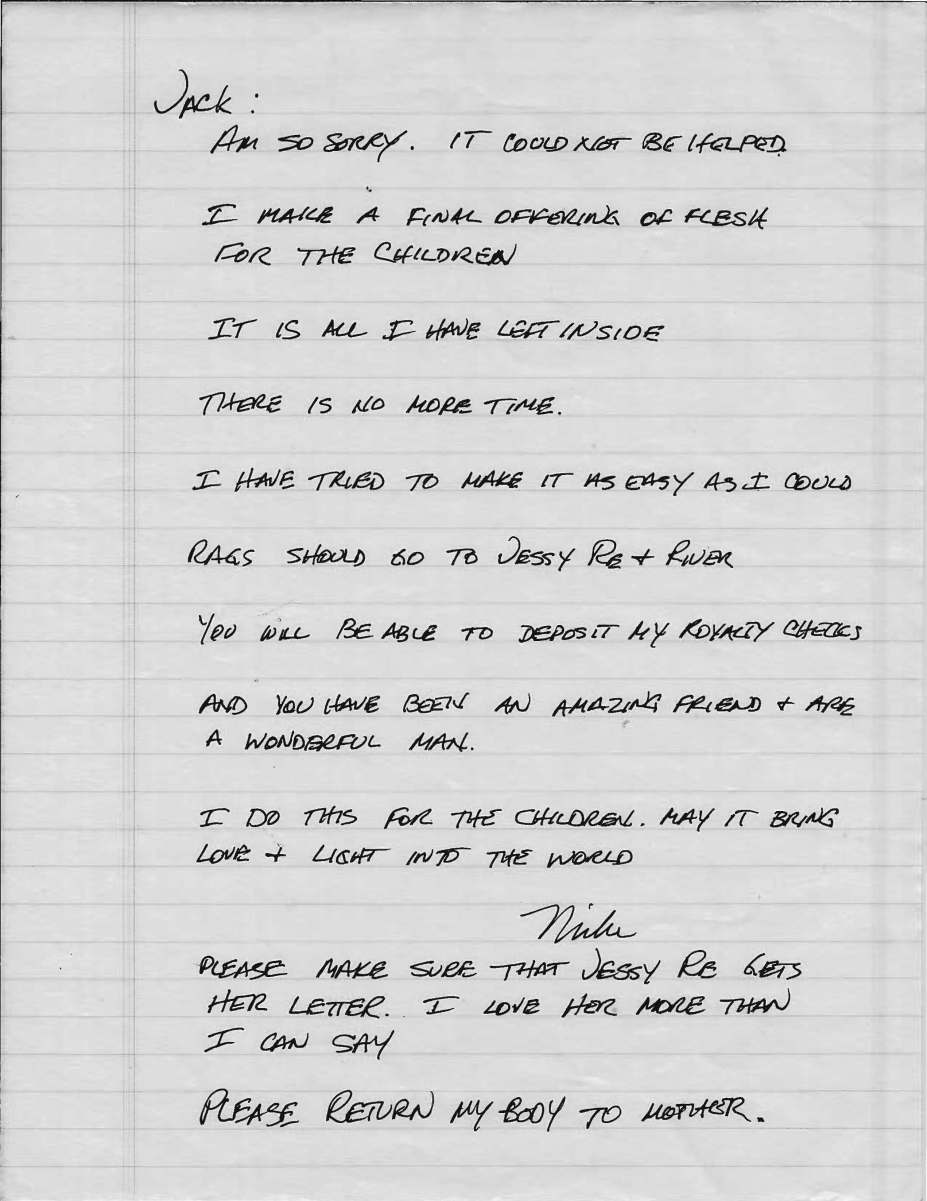 Jack:
Am so sorry. It could not be helped.
I make a final offering of flesh
for the children
It is all I have left inside
There is no more time.
I have tried to make it as easy as I could
Rags should go to Jessy Re + River
You will be able to deposit my royalty checks
And you have been an amazing friend + are
a wonderful man.
I do this for the children. May it bring
love + light into the world
Mike
Please make sure that Jessy Re gets
her letter. I love her more than
I can say
Please return my body to mother.